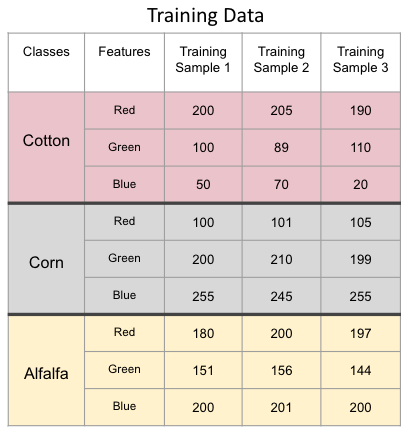 Training Data
Classes Features Training Sample 1 Training Sample 2 Training Sample 3
Cotton
Red 200 205 190
Green 100 89 110
Blue 50 70 20
Corn
Red 100 101 105
Green 200 210 199
Blue 255 245 255
Alfalfa
Red 180 200 197
Green 151 156 144
Blue 200 201 200